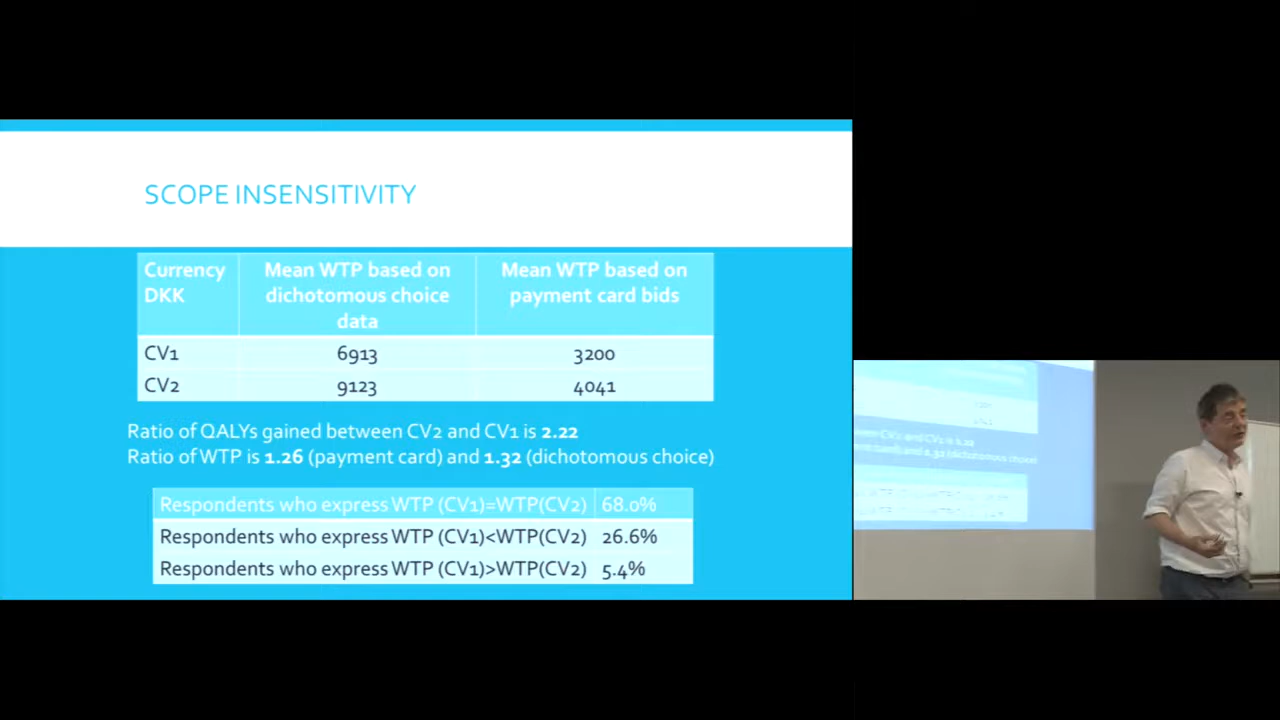 SCOPE INSENSITIVITY
Currency DKK
Mean WTP based on dichotomous choice data
Mean WTP based on payment card bids
CV1 6913 3200
CV2 9123 4041
Ratio of QALYs gained between CV2 and CV1 is 2.22
Ratio of WTP is 1.26 (payment card) and 1.32 (dichotomous choice)
Respondents who express WTP (CV1)=WTP(CV2) 68.0%
Respondents who express WTP (CV1)<WTP(CV2) 26.6%
Respondents who express WTP (CV1)>WTP(CV2) 5.4%